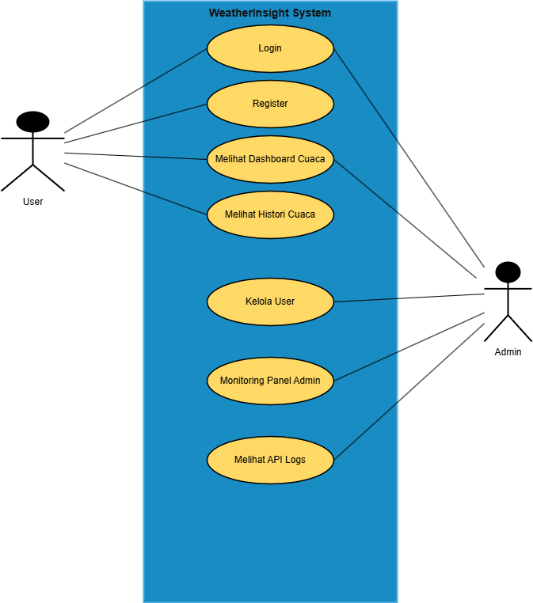 WeatherInsight System
Login
Register
Melihat Dashboard Cuaca
Melihat Histori Cuaca
Kelola User
Monitoring Panel Admin
Melihat API Logs
User
Admin